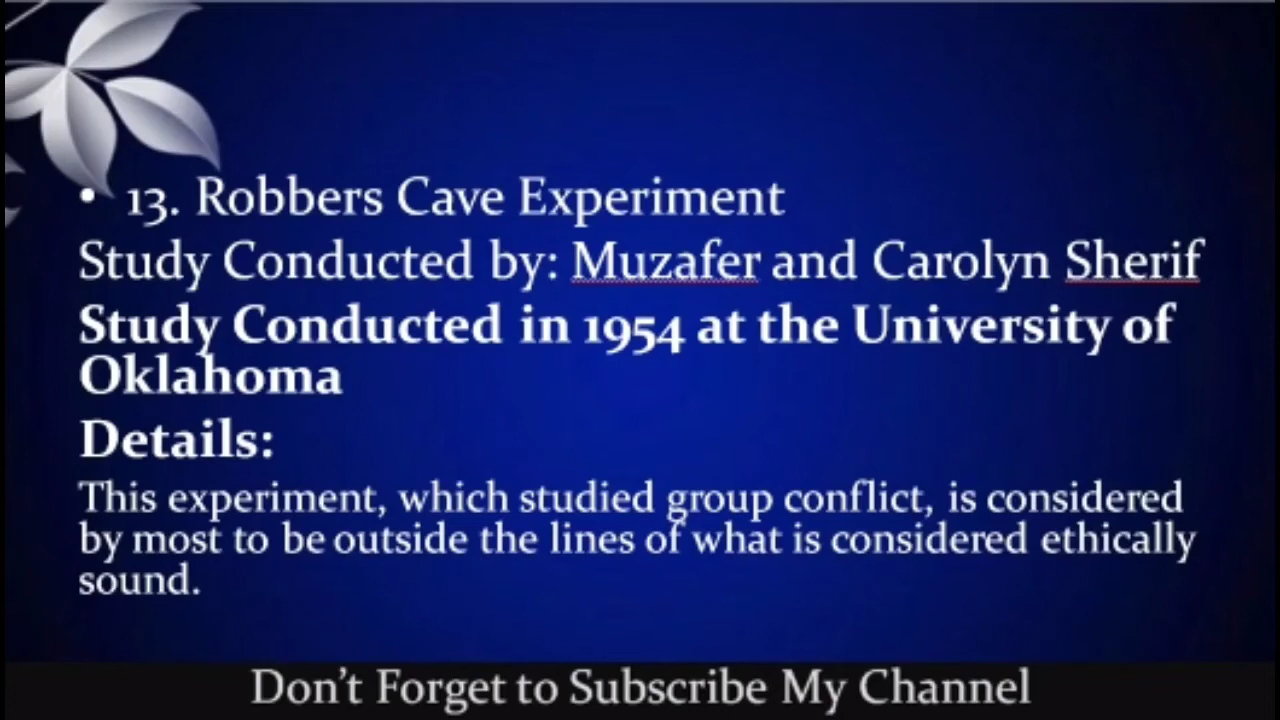 • 13. Robbers Cave Experiment
Study Conducted by: Muzafer and Carolyn Sherif
Study Conducted in 1954 at the University of
Oklahoma
Details:
This experiment, which studied group conflict, is considered
by most to be outside the lines of what is considered ethically
sound.
Don't Forget to Subscribe My Channel